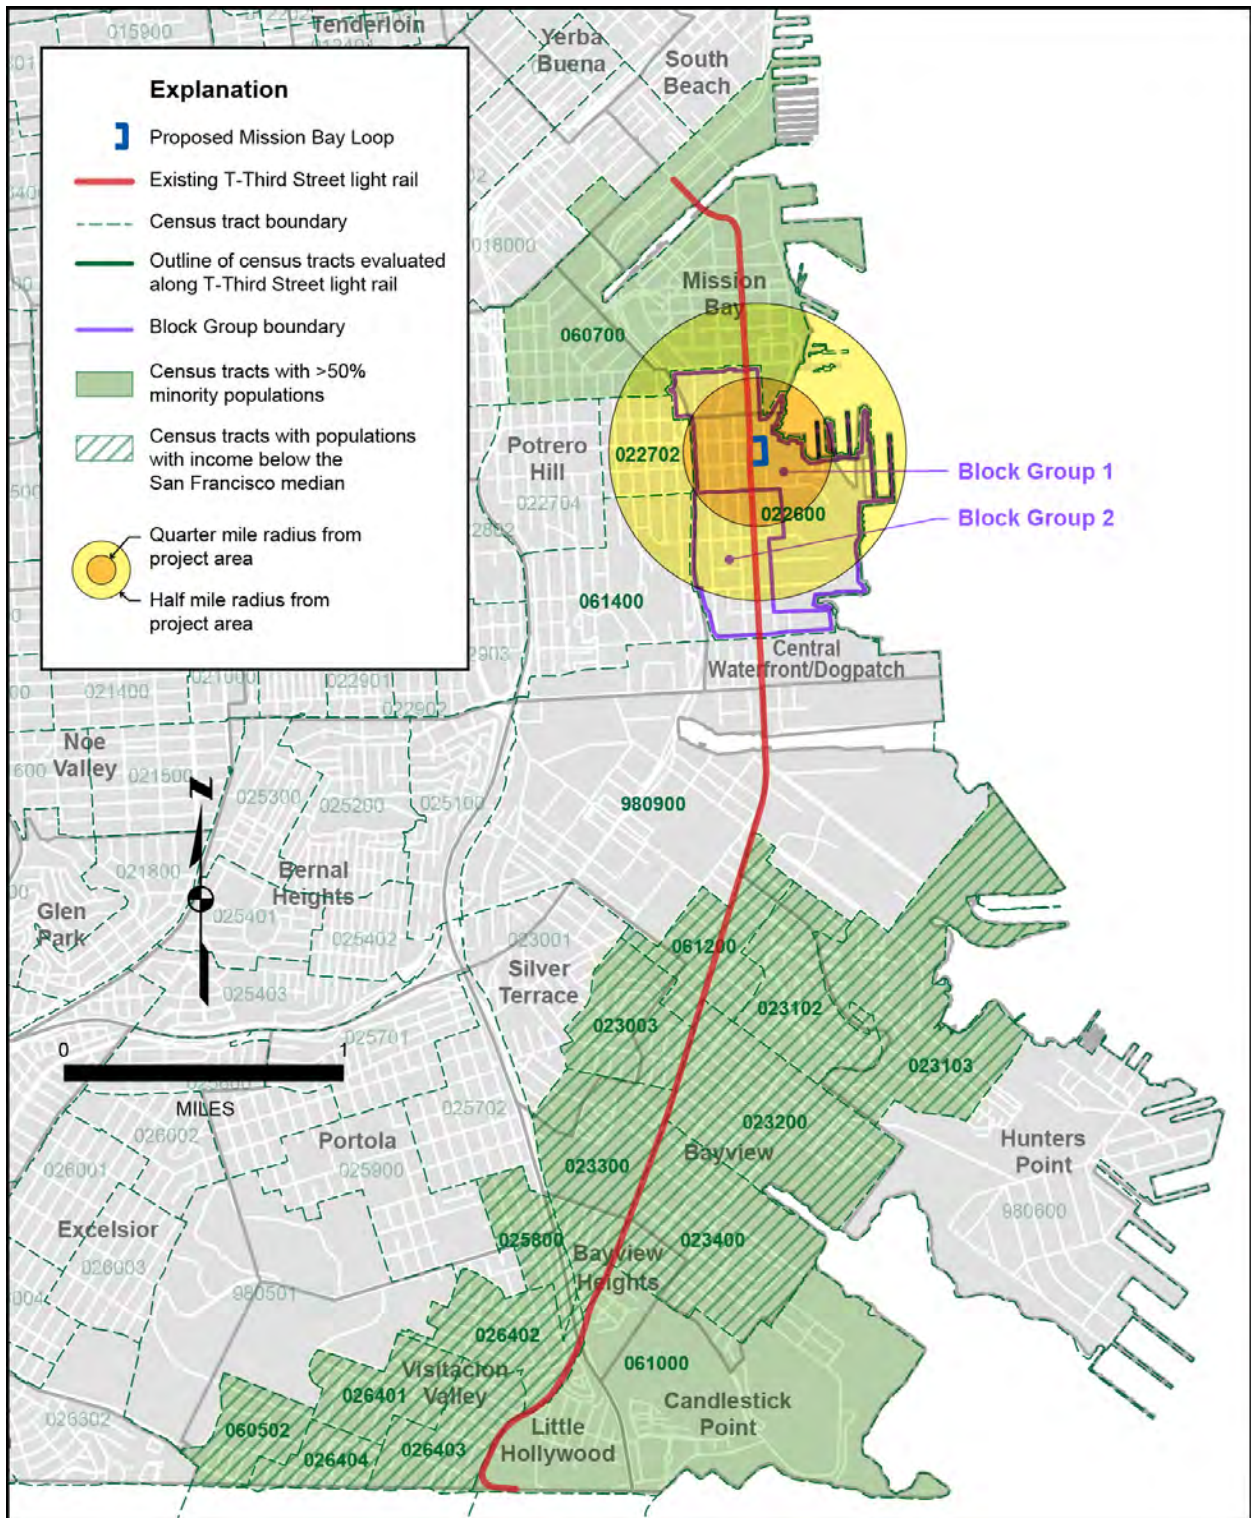 015900
Tenderloin
Yerba
Buena
South
Beach
Explanation
Proposed Mission Bay Loop
Existing T-Third Street light rail
Census tract boundary
Outline of census tracts evaluated
along T-Third Street light rail
Block Group boundary
Census tracts with >50%
minority populations
Census tracts with populations
with income below the
San Francisco median
Quarter mile radius from
project area
Half mile radius from
project area
018000
Mission
Bay
060700
Potrero
Hill
022702
022704
Block Group 1
022600
Block Group 2
061400
Central
Waterfront/Dogpatch
021400
021000
022901
022902
Noe
Valley
021500
025300
025200
025100
980900
Z
021800
Bernal
Heights
Glen
Park
025401
025402
023001
061200
Silver
Terrace
025403
023003
023102
025701
023103
0
1
MILES
025702
023200
026002
Portola
025900
026001
023300
Bayview
Hunters
Point
980600
Excelsior
026003
025800
023400
Bayview
Heights
980501
026402
061000
Visitacion
Valley
026401
Candlestick
Point
026302
060502
026404
026403
Little
Hollywood